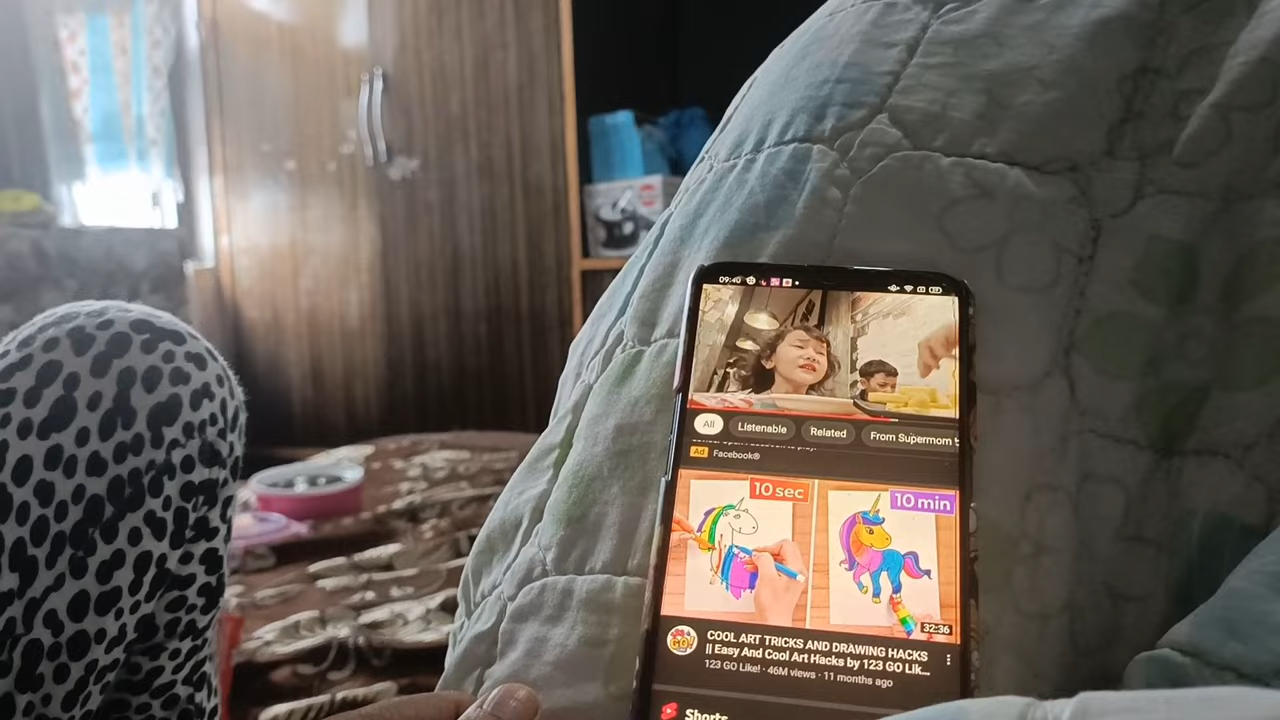 09:40
All
Listenable
Related
From Supermom
Ad
Facebook®
10 sec
10 min
32:36
GO!
COOL ART TRICKS AND DRAWING HACKS
|| Easy And Cool Art Hacks by 123 GO Lik...
123 GO Like! · 46M views · 11 months ago
Shorts